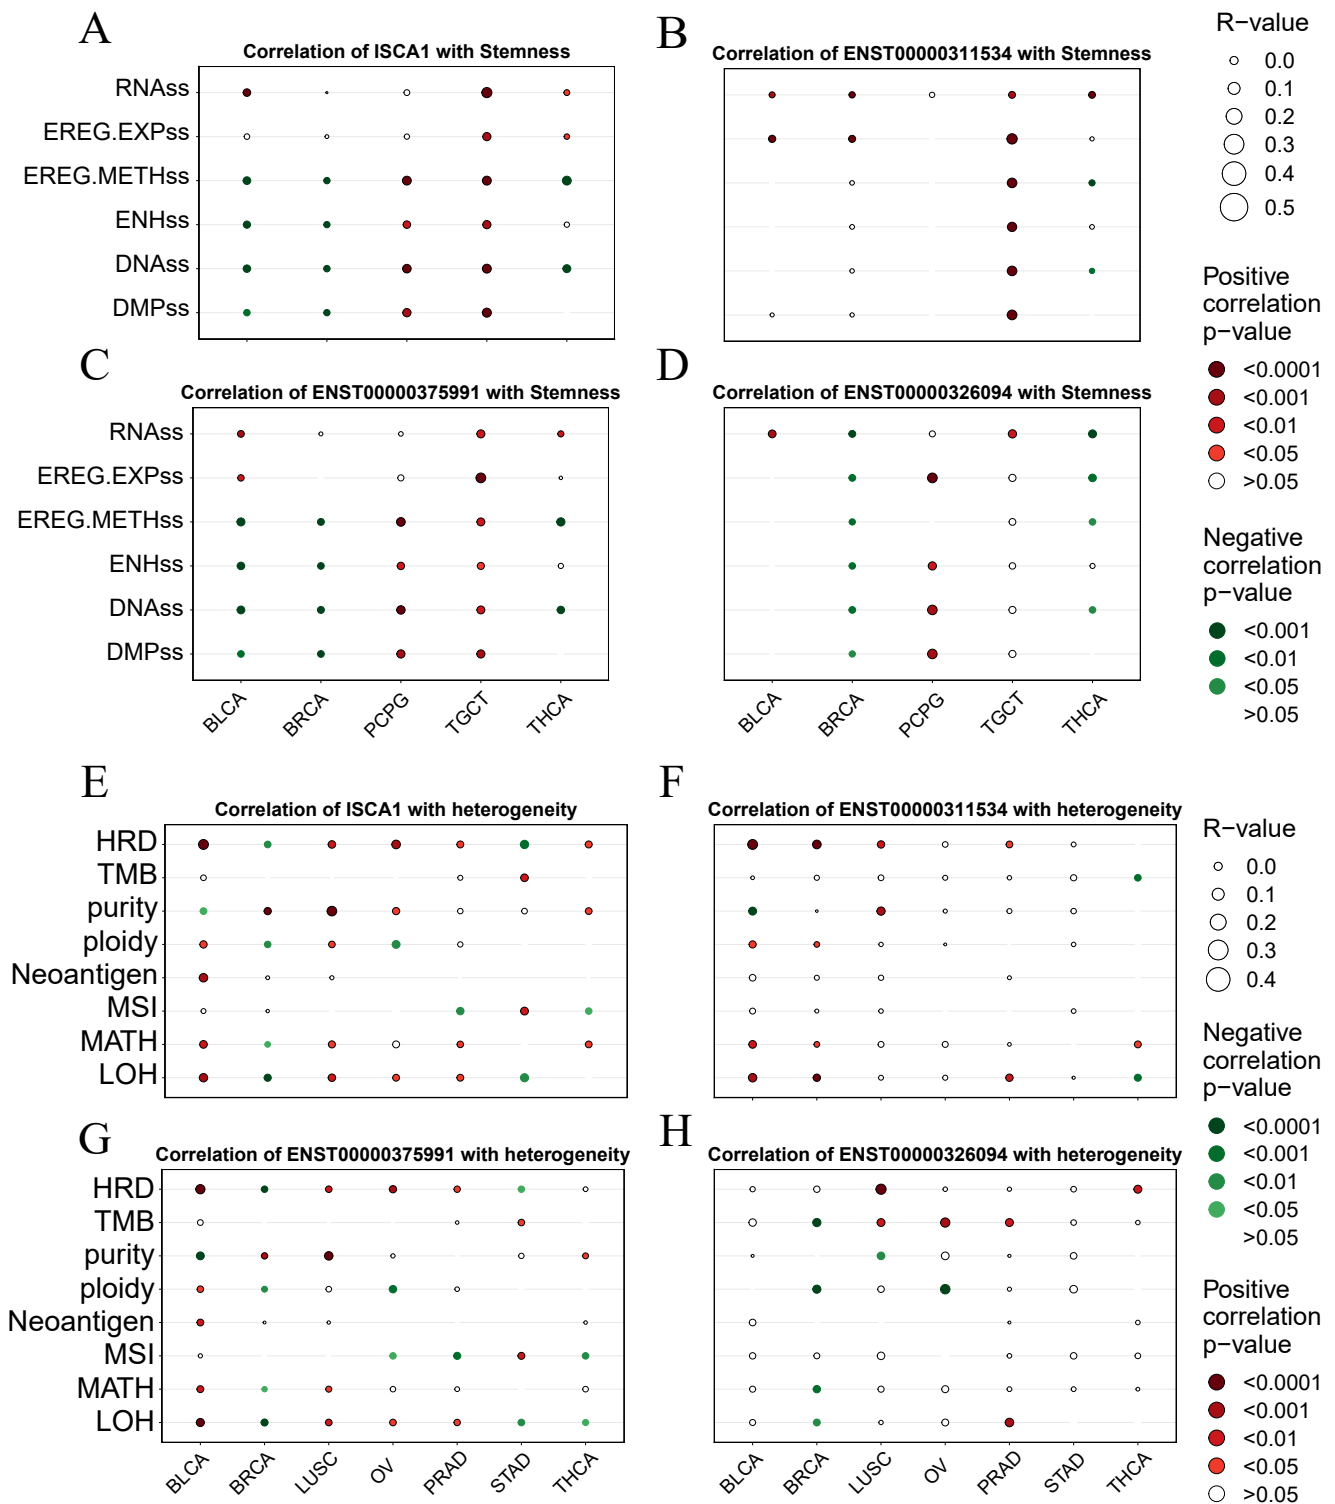 A
Correlation of ISCA1 with Stemness
RNAss
EREG.EXPss
EREG.METHss
ENHss
DNAss
DMPss
B
Correlation of ENST00000311534 with Stemness
R−value
0.0
0.1
0.2
0.3
0.4
0.5
Positive
correlation
p−value
<0.0001
<0.001
<0.01
<0.05
>0.05
C
Correlation of ENST00000375991 with Stemness
RNAss
EREG.EXPss
EREG.METHss
ENHss
DNAss
DMPss
BLCA
BRCA
PCPG
TGCT
THCA
D
Correlation of ENST00000326094 with Stemness
BLCA
BRCA
PCPG
TGCT
THCA
Negative
correlation
p−value
<0.001
<0.01
<0.05
>0.05
E
Correlation of ISCA1 with heterogeneity
HRD
TMB
purity
ploidy
Neoantigen
MSI
MATH
LOH
F
Correlation of ENST00000311534 with heterogeneity
R−value
0.0
0.1
0.2
0.3
0.4
Negative
correlation
p−value
<0.0001
<0.001
<0.01
<0.05
>0.05
G
Correlation of ENST00000375991 with heterogeneity
HRD
TMB
purity
ploidy
Neoantigen
MSI
MATH
LOH
BLCA
BRCA
LUSC
OV
PRAD
STAD
THCA
H
Correlation of ENST00000326094 with heterogeneity
BLCA
BRCA
LUSC
OV
PRAD
STAD
THCA
Positive
correlation
p−value
<0.0001
<0.001
<0.01
<0.05
>0.05